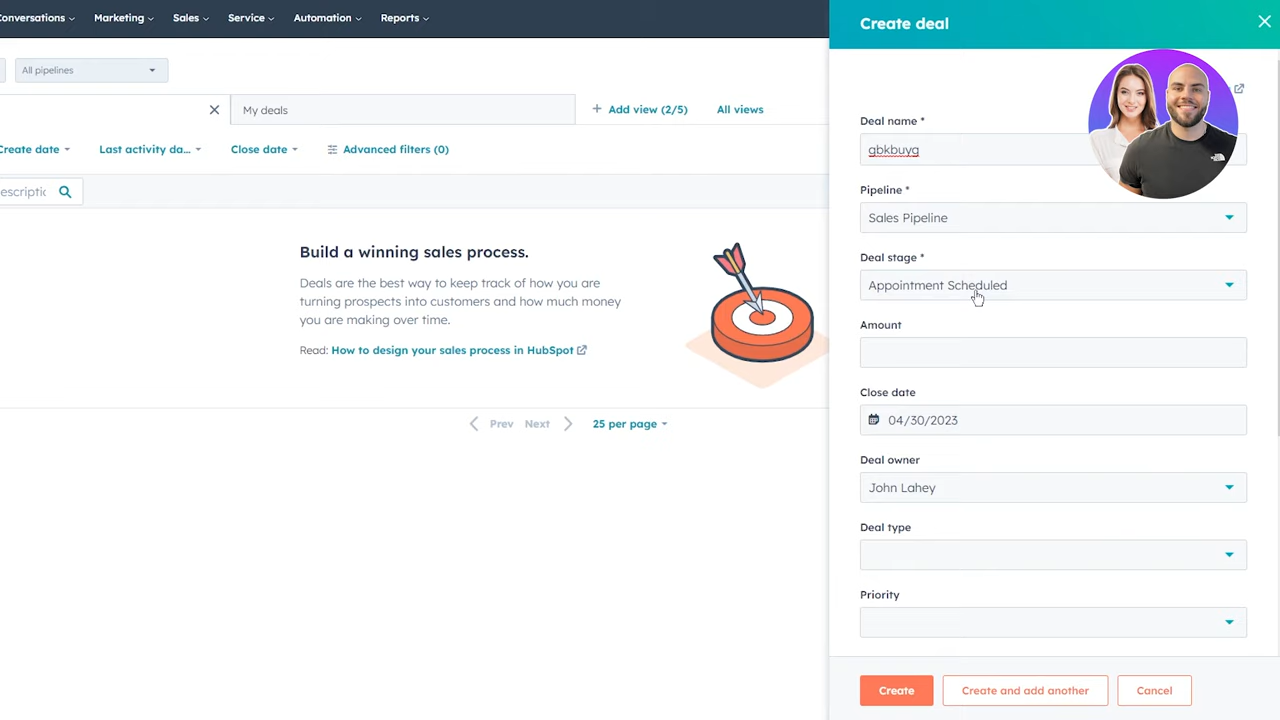 Conversations
Marketing
Sales
Service
Automation
Reports
All pipelines
My deals
Add view (2/5)
All views
Create date
Last activity da...
Close date
Advanced filters (0)
Build a winning sales process.
Deals are the best way to keep track of how you are
turning prospects into customers and how much money
you are making over time.
Read: How to design your sales process in HubSpot
Prev
Next
25 per page
Create deal
Deal name *
gbkbuyg
Pipeline *
Sales Pipeline
Deal stage *
Appointment Scheduled
Amount
Close date
04/30/2023
Deal owner
John Lahey
Deal type
Priority
Create
Create and add another
Cancel